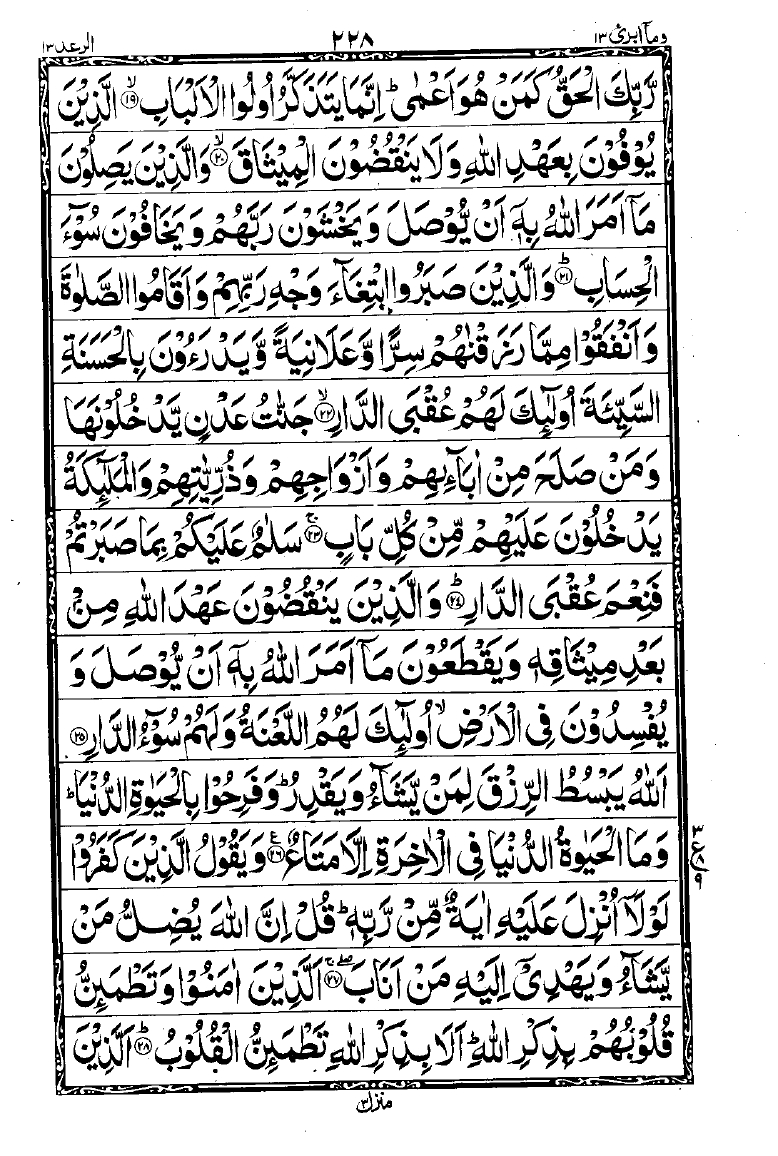 وماۤ ابرئ ١٣
٢٢٨
الرعد ١٣
رَّبِّكَ الْحَقُّ كَمَنْ هُوَ اَعْمٰىؕ اِنَّمَا یَتَذَكَّرُ اُولُوا الْاَلْبَابِۙ ﴿١٩﴾ الَّذِیْنَ
یُوْفُوْنَ بِعَهْدِ اللّٰهِ وَلَا یَنْقُضُوْنَ الْمِیْثَاقَۙ ﴿٢٠﴾ وَالَّذِیْنَ یَصِلُوْنَ
مَاۤ اَمَرَ اللّٰهُ بِهٖۤ اَنْ یُّوْصَلَ وَیَخْشَوْنَ رَبَّهُمْ وَیَخَافُوْنَ سُوْٓءَ
الْحِسَابِؕ ﴿٢١﴾ وَالَّذِیْنَ صَبَرُوا ابْتِغَآءَ وَجْهِ رَبِّهِمْ وَاَقَامُوا الصَّلٰوةَ
وَاَنْفَقُوْا مِمَّا رَزَقْنٰهُمْ سِرًّا وَّعَلَانِیَةً وَّیَدْرَءُوْنَ بِالْحَسَنَةِ
السَّیِّئَةَ اُولٰٓئِكَ لَهُمْ عُقْبَی الدَّارِۙ ﴿٢٢﴾ جَنّٰتُ عَدْنٍ یَّدْخُلُوْنَهَا
وَمَنْ صَلَحَ مِنْ اٰبَآئِهِمْ وَاَزْوَاجِهِمْ وَذُرِّیّٰتِهِمْ وَالْمَلٰٓئِكَةُ
یَدْخُلُوْنَ عَلَیْهِمْ مِّنْ كُلِّ بَابٍۚ ﴿٢٣﴾ سَلٰمٌ عَلَیْكُمْ بِمَا صَبَرْتُمْ
فَنِعْمَ عُقْبَی الدَّارِؕ ﴿٢٤﴾ وَالَّذِیْنَ یَنْقُضُوْنَ عَهْدَ اللّٰهِ مِنْۢ
بَعْدِ مِیْثَاقِهٖ وَیَقْطَعُوْنَ مَاۤ اَمَرَ اللّٰهُ بِهٖۤ اَنْ یُّوْصَلَ وَ
یُفْسِدُوْنَ فِی الْاَرْضِۙ اُولٰٓئِكَ لَهُمُ اللَّعْنَةُ وَلَهُمْ سُوْٓءُ الدَّارِ ﴿٢٥﴾
اَللّٰهُ یَبْسُطُ الرِّزْقَ لِمَنْ یَّشَآءُ وَیَقْدِرُؕ وَفَرِحُوْا بِالْحَیٰوةِ الدُّنْیَاؕ
وَمَا الْحَیٰوةُ الدُّنْیَا فِی الْاٰخِرَةِ اِلَّا مَتَاعٌ ﴿٢٦﴾ ع وَیَقُوْلُ الَّذِیْنَ كَفَرُوْا
لَوْلَاۤ اُنْزِلَ عَلَیْهِ اٰیَةٌ مِّنْ رَّبِّهٖؕ قُلْ اِنَّ اللّٰهَ یُضِلُّ مَنْ
یَّشَآءُ وَیَهْدِیْۤ اِلَیْهِ مَنْ اَنَابَۖۚ ﴿٢٧﴾ اَلَّذِیْنَ اٰمَنُوْا وَتَطْمَئِنُّ
قُلُوْبُهُمْ بِذِكْرِ اللّٰهِؕ اَلَا بِذِكْرِ اللّٰهِ تَطْمَئِنُّ الْقُلُوْبُؕ ﴿٢٨﴾ اَلَّذِیْنَ
٣
ع ٨
٩
منزل ٣